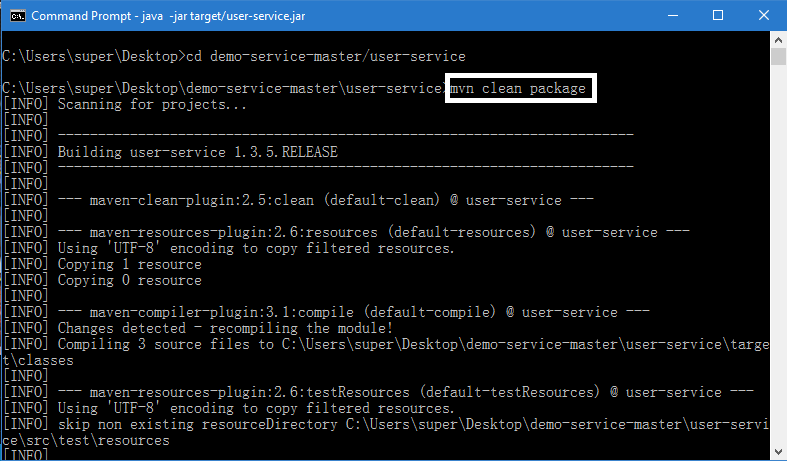 Command Prompt - java -jar target/user-service.jar
C:\Users\super\Desktop>cd demo-service-master/user-service
C:\Users\super\Desktop\demo-service-master\user-service>mvn clean package
[INFO] Scanning for projects...
[INFO]
[INFO] ------------------------------------------------------------------------
[INFO] Building user-service 1.3.5.RELEASE
[INFO] ------------------------------------------------------------------------
[INFO]
[INFO] --- maven-clean-plugin:2.5:clean (default-clean) @ user-service ---
[INFO]
[INFO] --- maven-resources-plugin:2.6:resources (default-resources) @ user-service ---
[INFO] Using 'UTF-8' encoding to copy filtered resources.
[INFO] Copying 1 resource
[INFO] Copying 0 resource
[INFO]
[INFO] --- maven-compiler-plugin:3.1:compile (default-compile) @ user-service ---
[INFO] Changes detected - recompiling the module!
[INFO] Compiling 3 source files to C:\Users\super\Desktop\demo-service-master\user-service\targe
t\classes
[INFO]
[INFO] --- maven-resources-plugin:2.6:testResources (default-testResources) @ user-service ---
[INFO] Using 'UTF-8' encoding to copy filtered resources.
[INFO] skip non existing resourceDirectory C:\Users\super\Desktop\demo-service-master\user-servi
ce\src\test\resources
[INFO]